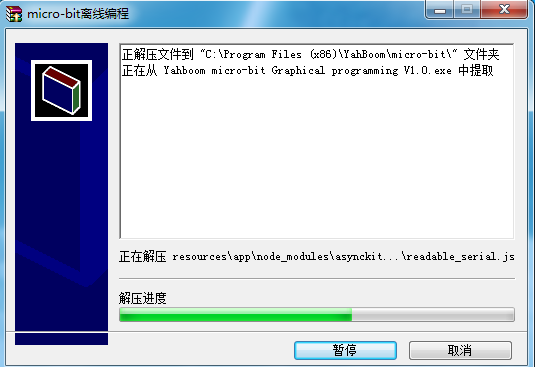 micro-bit离线编程
正解压文件到 "C:\Program Files (x86)\YahBoom\micro-bit\" 文件夹
正在从 Yahboom micro-bit Graphical programming V1.0.exe 中提取
正在解压 resources\app\node_modules\asynckit...\readable_serial.js
解压进度
暂停
取消